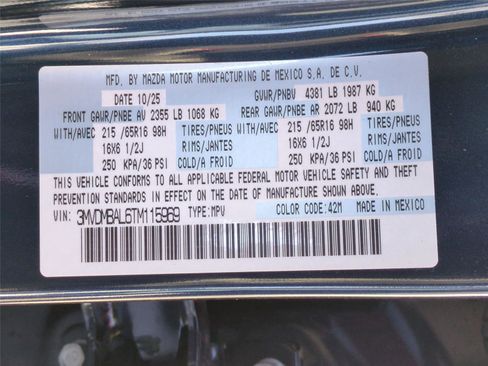 MFD. BY MAZDA MOTOR MANUFACTURING DE MEXICO S.A. DE C.V.
DATE 10/25 GVWR/PNBV 4381 LB 1987 KG
FRONT GAWR/PNBE AV 2355 LB 1068 KG REAR GAWR/PNBE AR 2072 LB 940 KG
WITH/AVEC 215 /65R16 98H TIRES/PNEUS WITH/AVEC 215 /65R16 98H TIRES/PNEUS
16X6 1/2J RIMS/JANTES 16X6 1/2J RIMS/JANTES
250 KPA/36 PSI COLD/A FROID 250 KPA/36 PSI COLD/A FROID
THIS VEHICLE CONFORMS TO ALL APPLICABLE FEDERAL MOTOR VEHICLE SAFETY AND THEFT
PREVENTION STANDARDS IN EFFECT ON THE DATE OF MANUFACTURE SHOWN ABOVE.
VIN: 3MVDMBAL6TM115969 TYPE:MPV COLOR CODE:42M MADE IN MEXICO